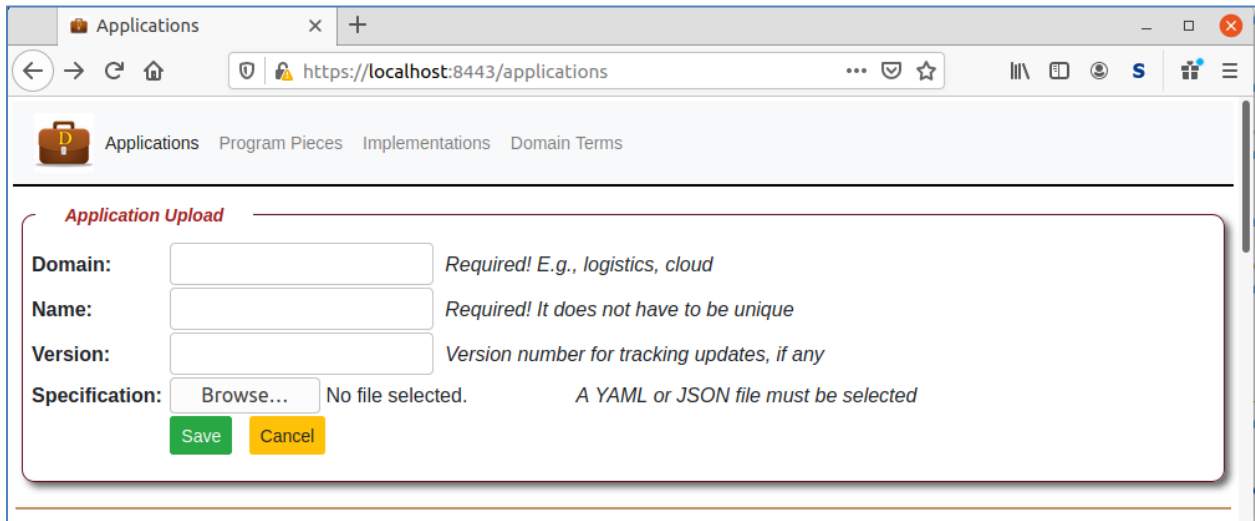 Applications
https://localhost:8443/applications
S
D
Applications Program Pieces Implementations Domain Terms
Application Upload
Domain: Required! E.g., logistics, cloud
Name: Required! It does not have to be unique
Version: Version number for tracking updates, if any
Specification: Browse... No file selected. A YAML or JSON file must be selected
Save Cancel